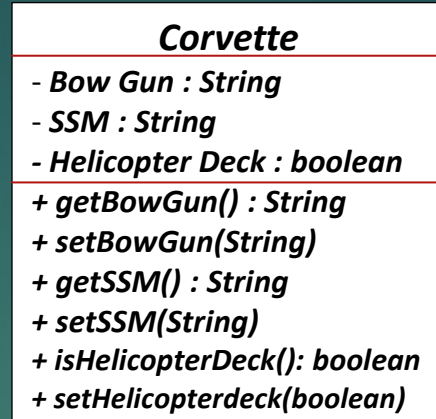 Corvette
- Bow Gun : String
- SSM : String
- Helicopter Deck : boolean
+ getBowGun() : String
+ setBowGun(String)
+ getSSM() : String
+ setSSM(String)
+ isHelicopterDeck(): boolean
+ setHelicopterdeck(boolean)